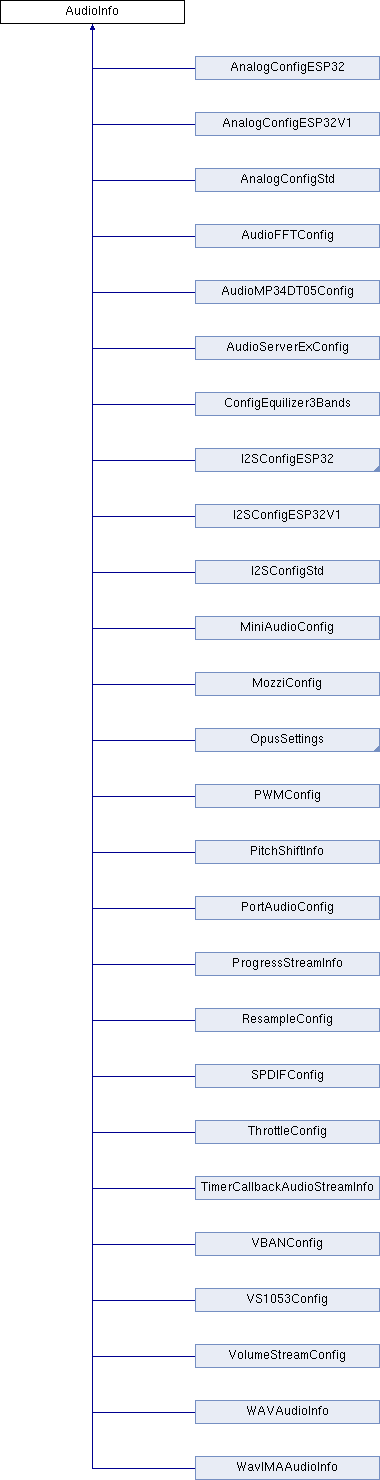 AudioInfo
AnalogConfigESP32
AnalogConfigESP32V1
AnalogConfigStd
AudioFFTConfig
AudioMP34DT05Config
AudioServerExConfig
ConfigEquilizer3Bands
I2SConfigESP32
I2SConfigESP32V1
I2SConfigStd
MiniAudioConfig
MozziConfig
OpusSettings
PWMConfig
PitchShiftInfo
PortAudioConfig
ProgressStreamInfo
ResampleConfig
SPDIFConfig
ThrottleConfig
TimerCallbackAudioStreamInfo
VBANConfig
VS1053Config
VolumeStreamConfig
WAVAudioInfo
WavIMAAudioInfo